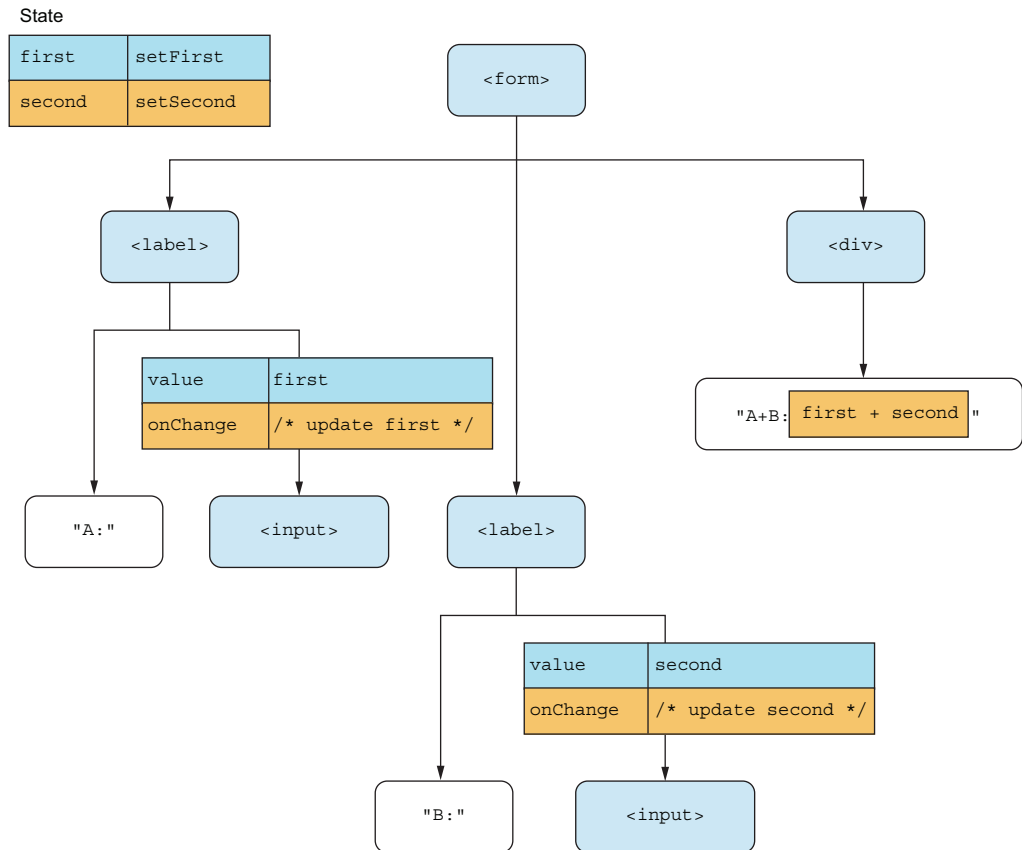 State
first setFirst
second setSecond
<form>
<label>
<div>
value first
onChange /* update first */
"A+B: first + second "
"A:"
<input>
<label>
value second
onChange /* update second */
"B:"
<input>